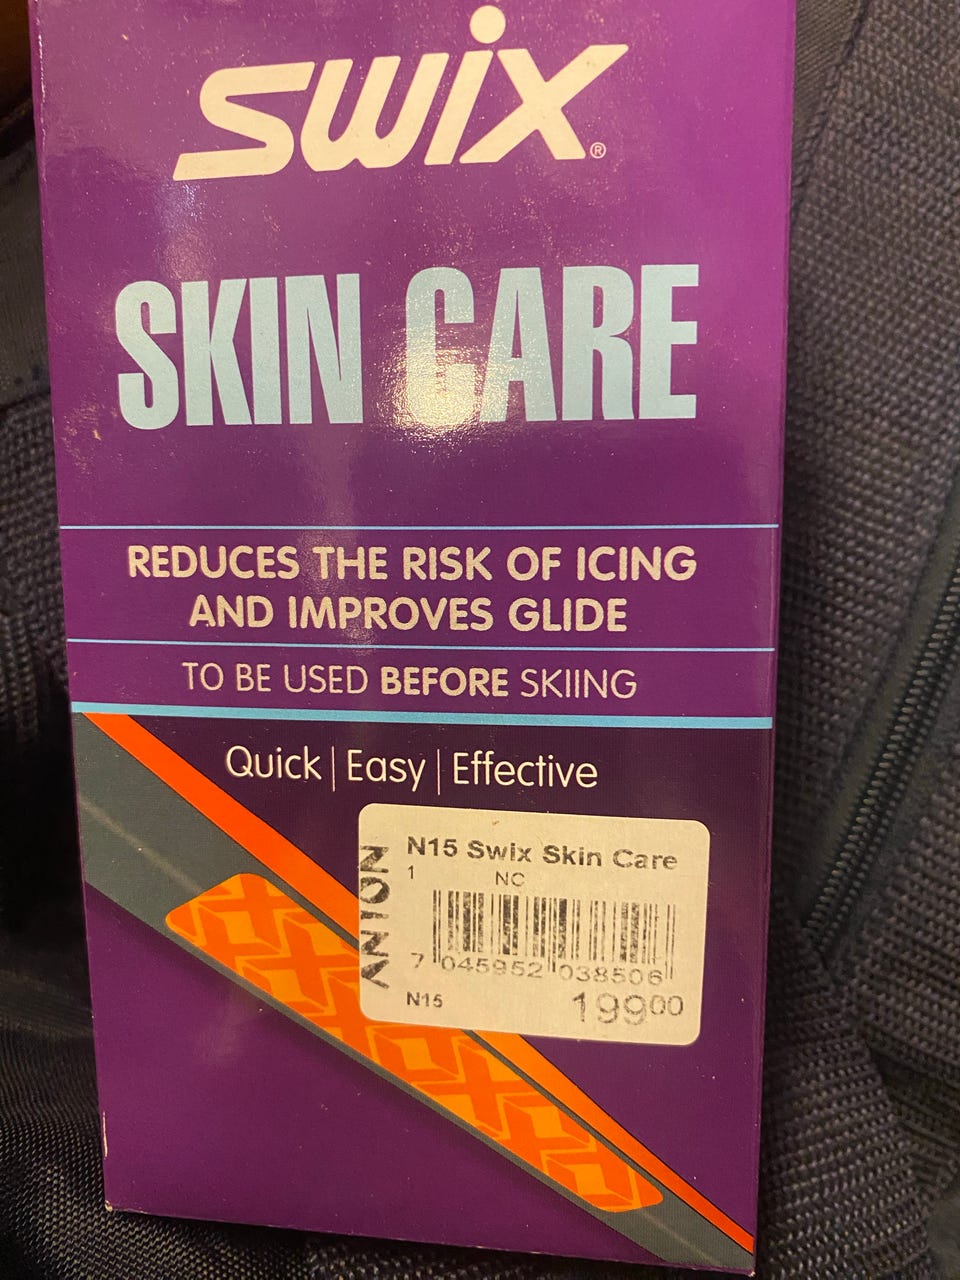 SWIX®
SKIN CARE
REDUCES THE RISK OF ICING
AND IMPROVES GLIDE
TO BE USED BEFORE SKIING
Quick | Easy | Effective
ANTON
N15 Swix Skin Care
1 NC
7 045952 038506
N15 199⁰⁰